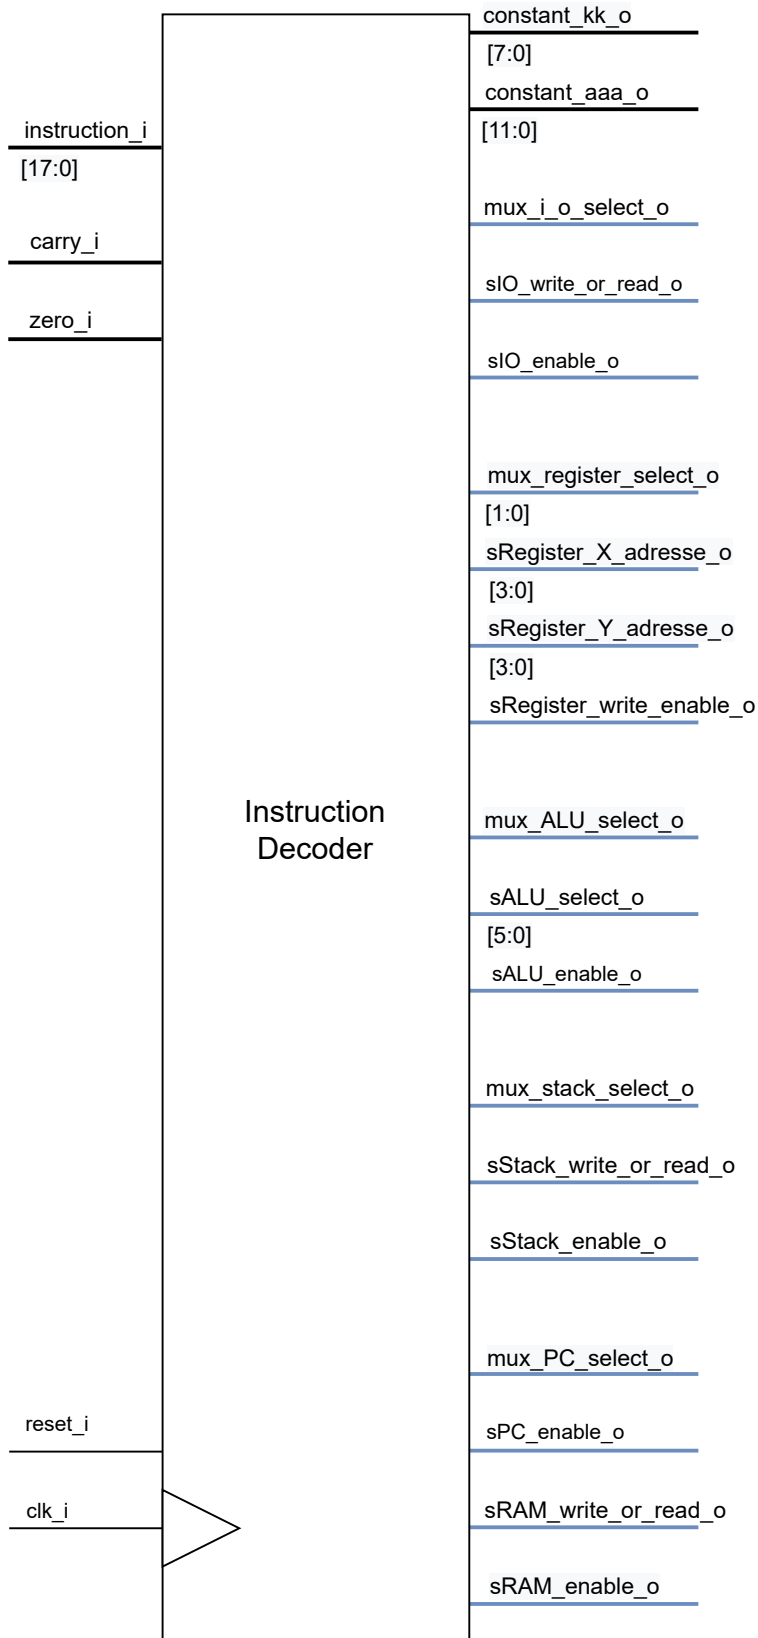 constant_kk_o
[7:0]
constant_aaa_o
[11:0]
instruction_i
[17:0]
mux_i_o_select_o
carry_i
sIO_write_or_read_o
zero_i
sIO_enable_o
mux_register_select_o
[1:0]
sRegister_X_adresse_o
[3:0]
sRegister_Y_adresse_o
[3:0]
sRegister_write_enable_o
Instruction
Decoder
mux_ALU_select_o
sALU_select_o
[5:0]
sALU_enable_o
mux_stack_select_o
sStack_write_or_read_o
sStack_enable_o
mux_PC_select_o
reset_i
sPC_enable_o
clk_i
sRAM_write_or_read_o
sRAM_enable_o